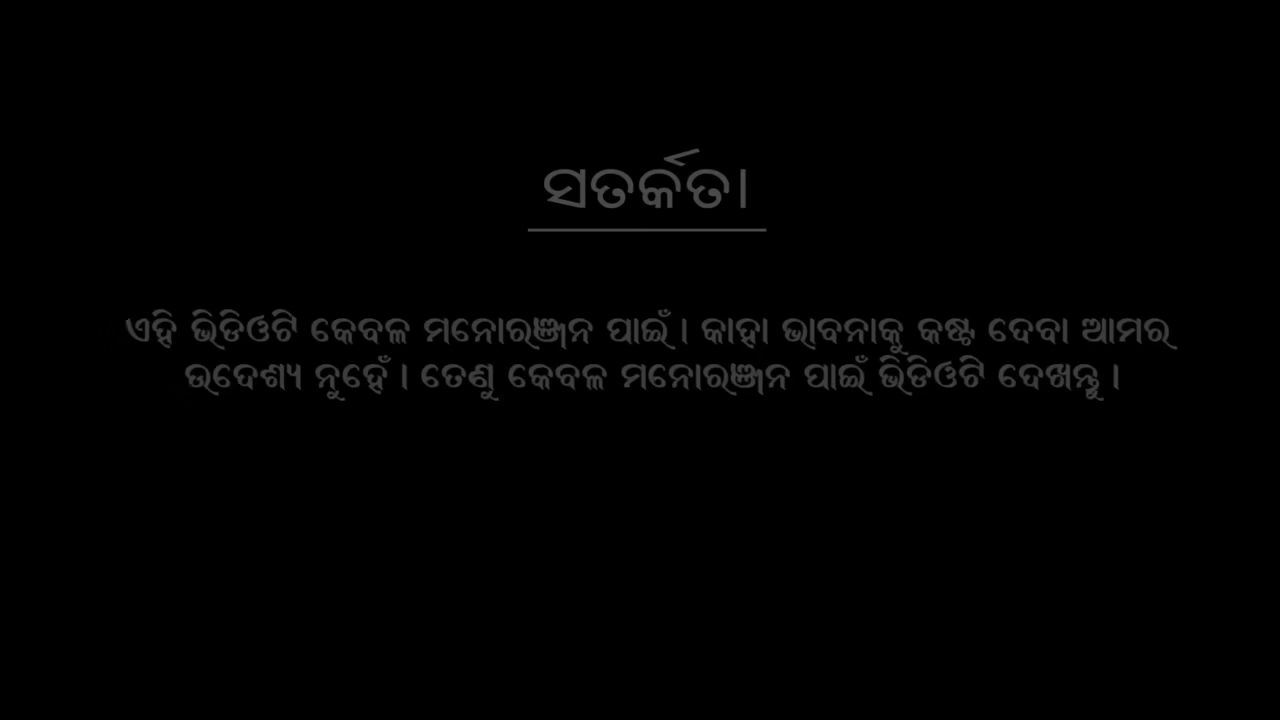 ସତର୍କତା
ଏହି ଭିଡିଓଟି କେବଳ ମନୋରଞ୍ଜନ ପାଇଁ । କାହା ଭାବନାକୁ କଷ୍ଟ ଦେବା ଆମର
ଉଦେଶ୍ୟ ନୁହେଁ । ତେଣୁ କେବଳ ମନୋରଞ୍ଜନ ପାଇଁ ଭିଡିଓଟି ଦେଖନ୍ତୁ ।